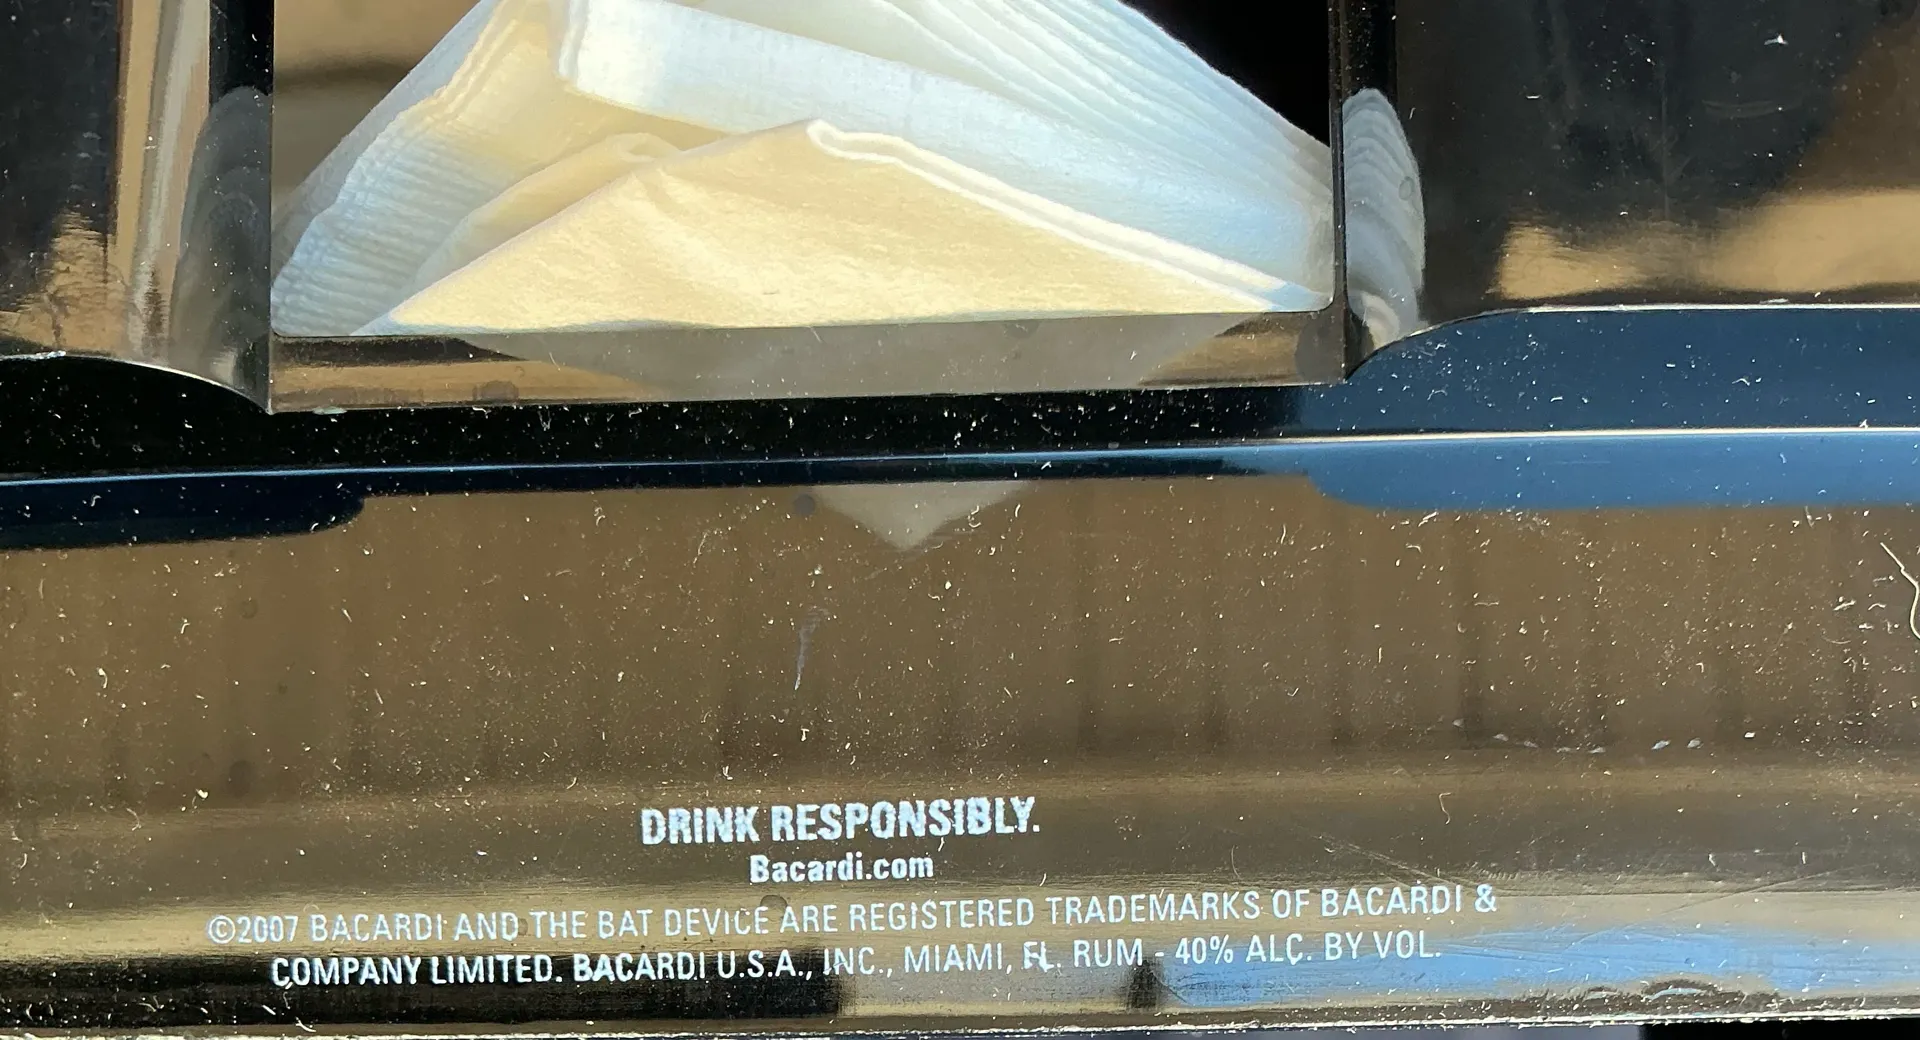 DRINK RESPONSIBLY.
Bacardi.com
©2007 BACARDI AND THE BAT DEVICE ARE REGISTERED TRADEMARKS OF BACARDI &
COMPANY LIMITED. BACARDI U.S.A., INC., MIAMI, FL. RUM - 40% ALC. BY VOL.